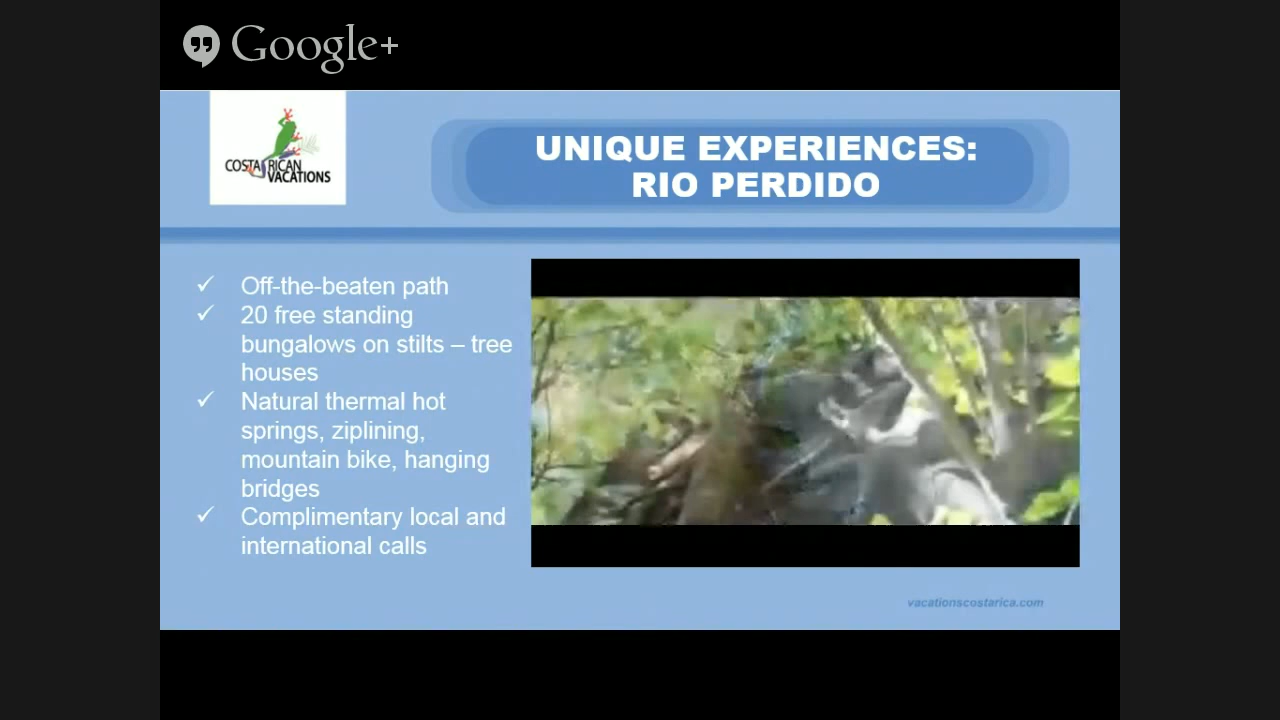 Google+
COSTA RICAN
VACATIONS
UNIQUE EXPERIENCES:
RIO PERDIDO
✓ Off-the-beaten path
✓ 20 free standing
bungalows on stilts – tree
houses
✓ Natural thermal hot
springs, ziplining,
mountain bike, hanging
bridges
✓ Complimentary local and
international calls
vacationscostarica.com